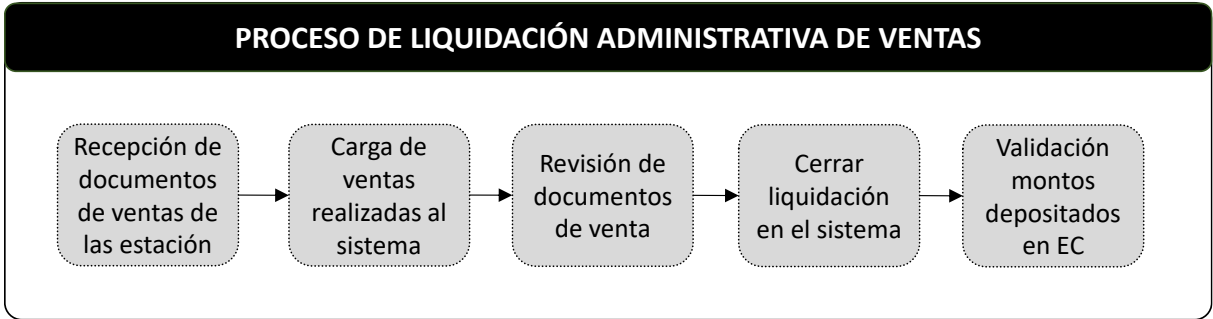 PROCESO DE LIQUIDACIÓN ADMINISTRATIVA DE VENTAS
Recepción de
documentos
de ventas de
las estación
Carga de
ventas
realizadas al
sistema
Revisión de
documentos
de venta
Cerrar
liquidación
en el sistema
Validación
montos
depositados
en EC